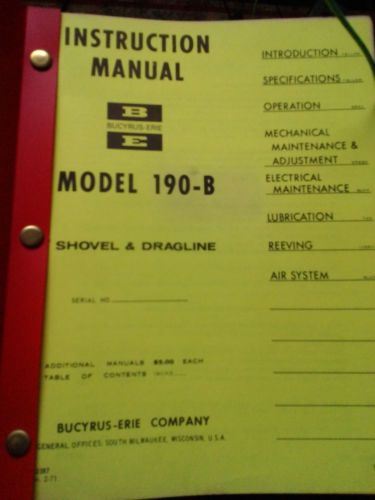 INSTRUCTION
MANUAL
B
BUCYRUS-ERIE
E
MODEL 190-B
SHOVEL & DRAGLINE
SERIAL NO.
ADDITIONAL MANUALS $5.00 EACH
TABLE OF CONTENTS
BUCYRUS-ERIE COMPANY
GENERAL OFFICES: SOUTH MILWAUKEE, WISCONSIN, U.S.A.
2-71
INTRODUCTION
SPECIFICATIONS
OPERATION
MECHANICAL
MAINTENANCE &
ADJUSTMENT
ELECTRICAL
MAINTENANCE
LUBRICATION
REEVING
AIR SYSTEM